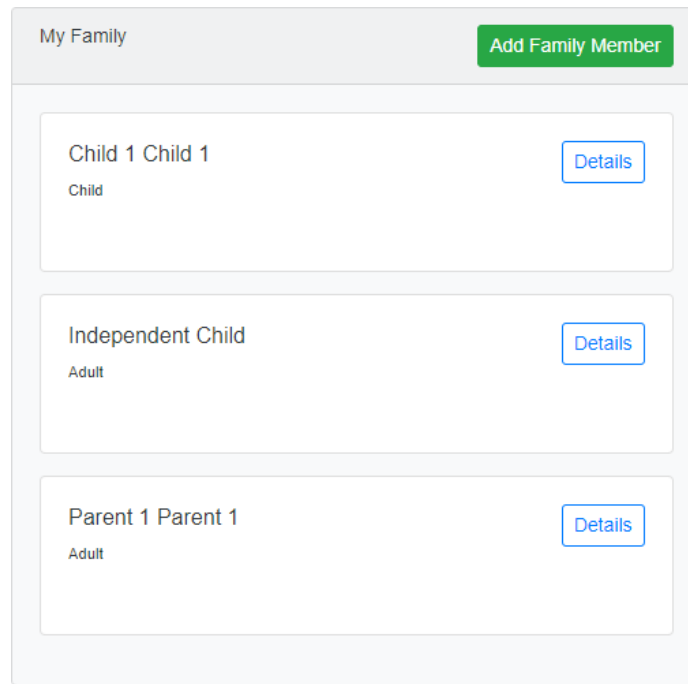 My Family
Add Family Member
Child 1 Child 1
Details
Child
Independent Child
Details
Adult
Parent 1 Parent 1
Details
Adult